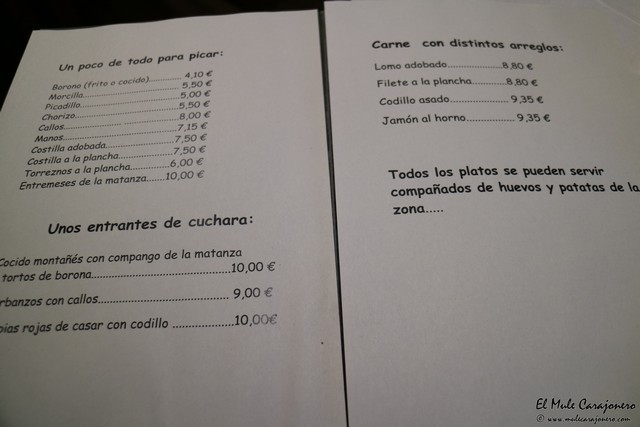 Un poco de todo para picar:
Borono (frito o cocido)............ 4,10 €
Morcilla............ 5,50 €
Picadillo............ 5,00 €
Chorizo............ 5,50 €
Callos............ 8,00 €
Manos............ 7,15 €
Costilla adobada............ 7,50 €
Costilla a la plancha........7,50 €
Torreznos a la plancha.........6,00 €
Entremeses de la matanza.......10,00 €
Unos entrantes de cuchara:
Cocido montañés con compango de la matanza
tortos de borona.......................................10,00 €
rbanzos con callos..................................... 9,00 €
ias rojas de casar con codillo .................10,00€
Carne con distintos arreglos:
Lomo adobado..............8,80 €
Filete a la plancha..........8,80 €
Codillo asado................. 9,35 €
Jamón al horno................ 9,35 €
Todos los platos se pueden servir
compañados de huevos y patatas de la
zona.....
El Mule Carajonero
© www.mulecarajonero.com